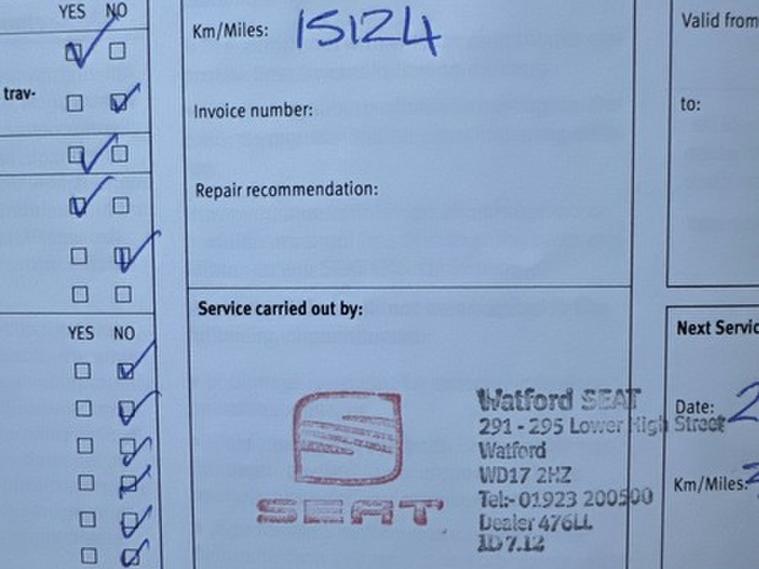 YES NO
trav-
YES NO
Km/Miles: 15124
Invoice number:
Repair recommendation:
Service carried out by:
SEAT
Watford SEAT
291 - 295 Lower High Street
Watford
WD17 2HZ
Tel:- 01923 200500
Dealer 476LL
Valid from
to:
Next Servic
Date: 2
Km/Miles: